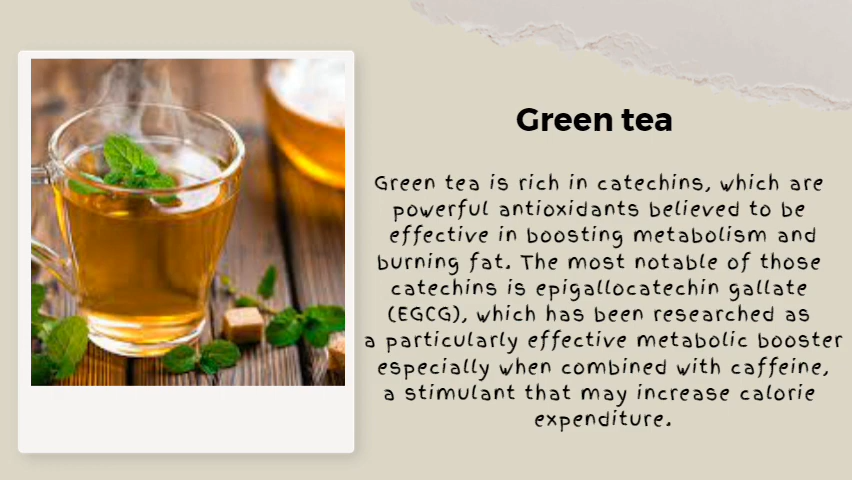 Green tea
Green tea is rich in catechins, which are
powerful antioxidants believed to be
effective in boosting metabolism and
burning fat. The most notable of those
catechins is epigallocatechin gallate
(EGCG), which has been researched as
a particularly effective metabolic booster
especially when combined with caffeine,
a stimulant that may increase calorie
expenditure.